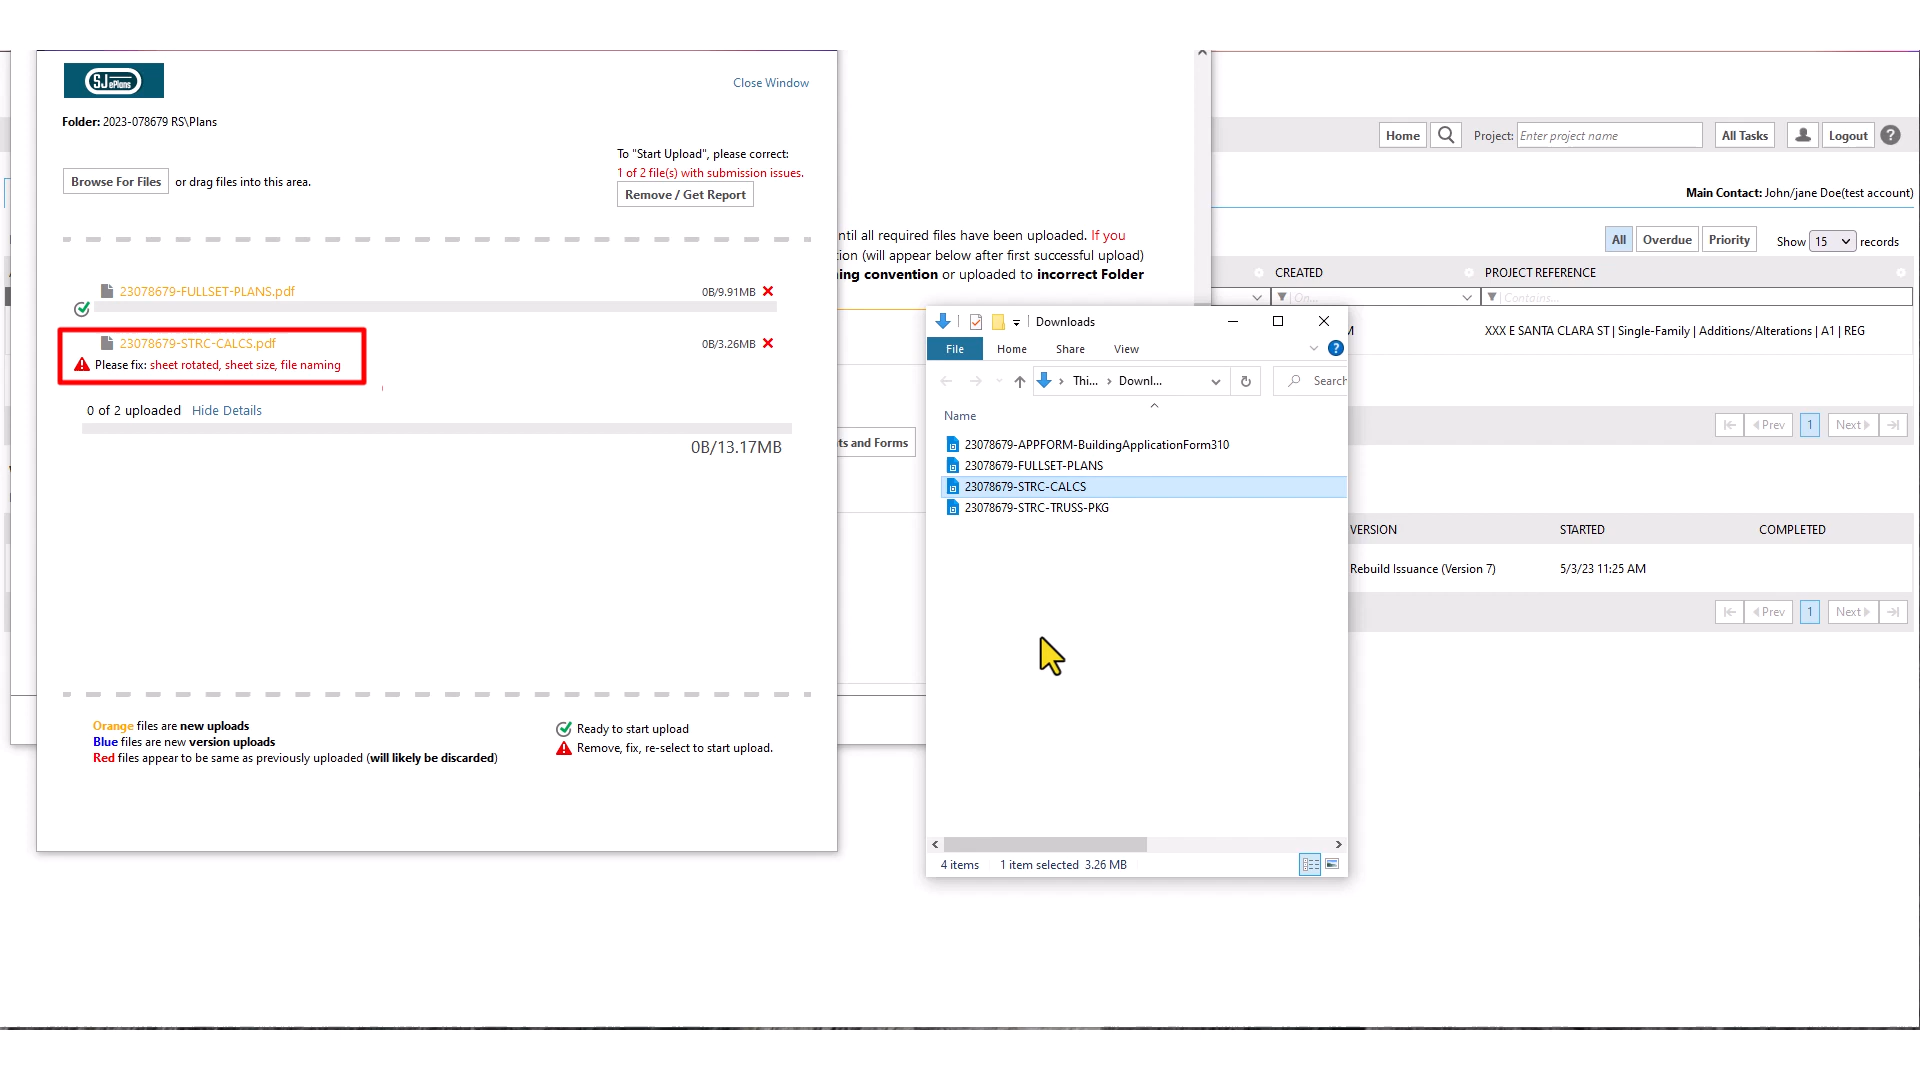 SJ ePlans
Close Window
Folder: 2023-078679 RS\Plans
To "Start Upload", please correct:
1 of 2 file(s) with submission issues.
Browse For Files or drag files into this area.
Remove / Get Report
23078679-FULLSET-PLANS.pdf 0B/9.91MB
23078679-STRC-CALCS.pdf 0B/3.26MB
Please fix: sheet rotated, sheet size, file naming
0 of 2 uploaded Hide Details
0B/13.17MB
Orange files are new uploads
Blue files are new version uploads
Red files appear to be same as previously uploaded (will likely be discarded)
Ready to start upload
Remove, fix, re-select to start upload.
ntil all required files have been uploaded. If you
tion (will appear below after first successful upload)
ing convention or uploaded to incorrect Folder
ts and Forms
Downloads
File Home Share View
Thi... Downl... Search
Name
23078679-APPFORM-BuildingApplicationForm310
23078679-FULLSET-PLANS
23078679-STRC-CALCS
23078679-STRC-TRUSS-PKG
4 items 1 item selected 3.26 MB
Home Project: Enter project name All Tasks Logout ?
Main Contact: John/jane Doe(test account)
All Overdue Priority Show 15 records
CREATED PROJECT REFERENCE
On... Contains...
M XXX E SANTA CLARA ST | Single-Family | Additions/Alterations | A1 | REG
Prev 1 Next
VERSION STARTED COMPLETED
Rebuild Issuance (Version 7) 5/3/23 11:25 AM
Prev 1 Next